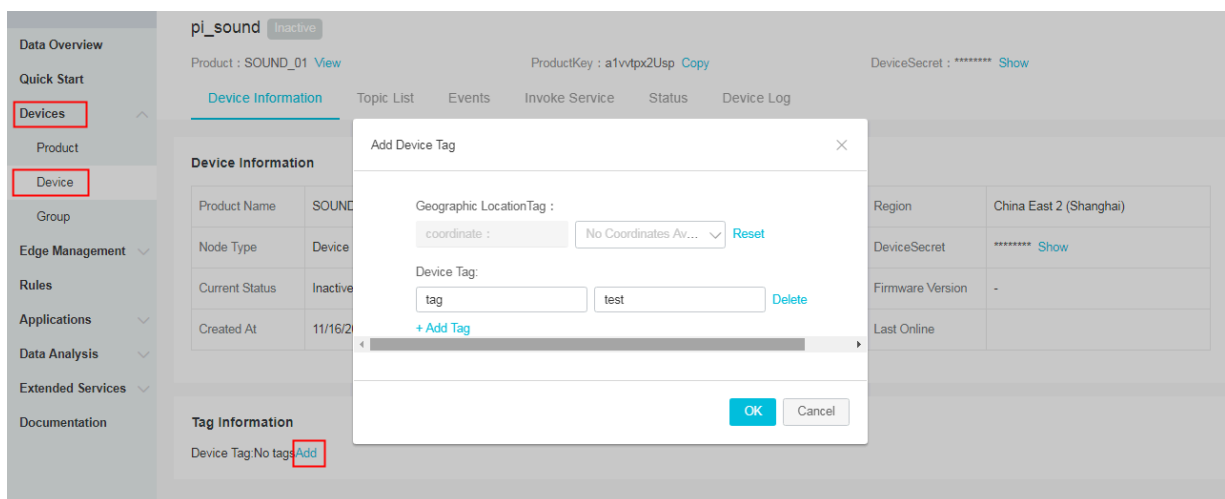 pi_sound Inactive
Product : SOUND_01 View ProductKey : a1vvtpx2Usp Copy DeviceSecret : ******** Show
Device Information Topic List Events Invoke Service Status Device Log
Data Overview
Quick Start
Devices
Product
Device
Group
Edge Management
Rules
Applications
Data Analysis
Extended Services
Documentation
Device Information
Product Name SOUND
Node Type Device
Current Status Inactive
Created At 11/16/20
Region China East 2 (Shanghai)
DeviceSecret ******** Show
Firmware Version -
Last Online
Add Device Tag
Geographic LocationTag :
coordinate : No Coordinates Av... Reset
Device Tag:
tag test Delete
+ Add Tag
OK Cancel
Tag Information
Device Tag:No tagsAdd